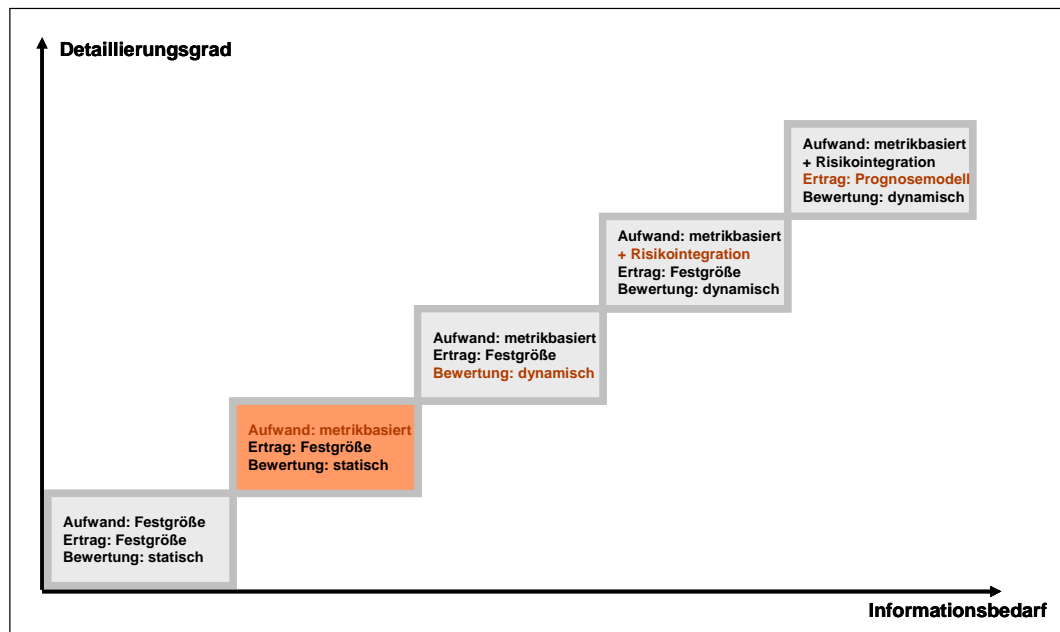 Detaillierungsgrad
Aufwand: metrikbasiert
+ Risikointegration
Ertrag: Prognosemodell
Bewertung: dynamisch
Aufwand: metrikbasiert
+ Risikointegration
Ertrag: Festgröße
Bewertung: dynamisch
Aufwand: metrikbasiert
Ertrag: Festgröße
Bewertung: dynamisch
Aufwand: metrikbasiert
Ertrag: Festgröße
Bewertung: statisch
Aufwand: Festgröße
Ertrag: Festgröße
Bewertung: statisch
Informationsbedarf